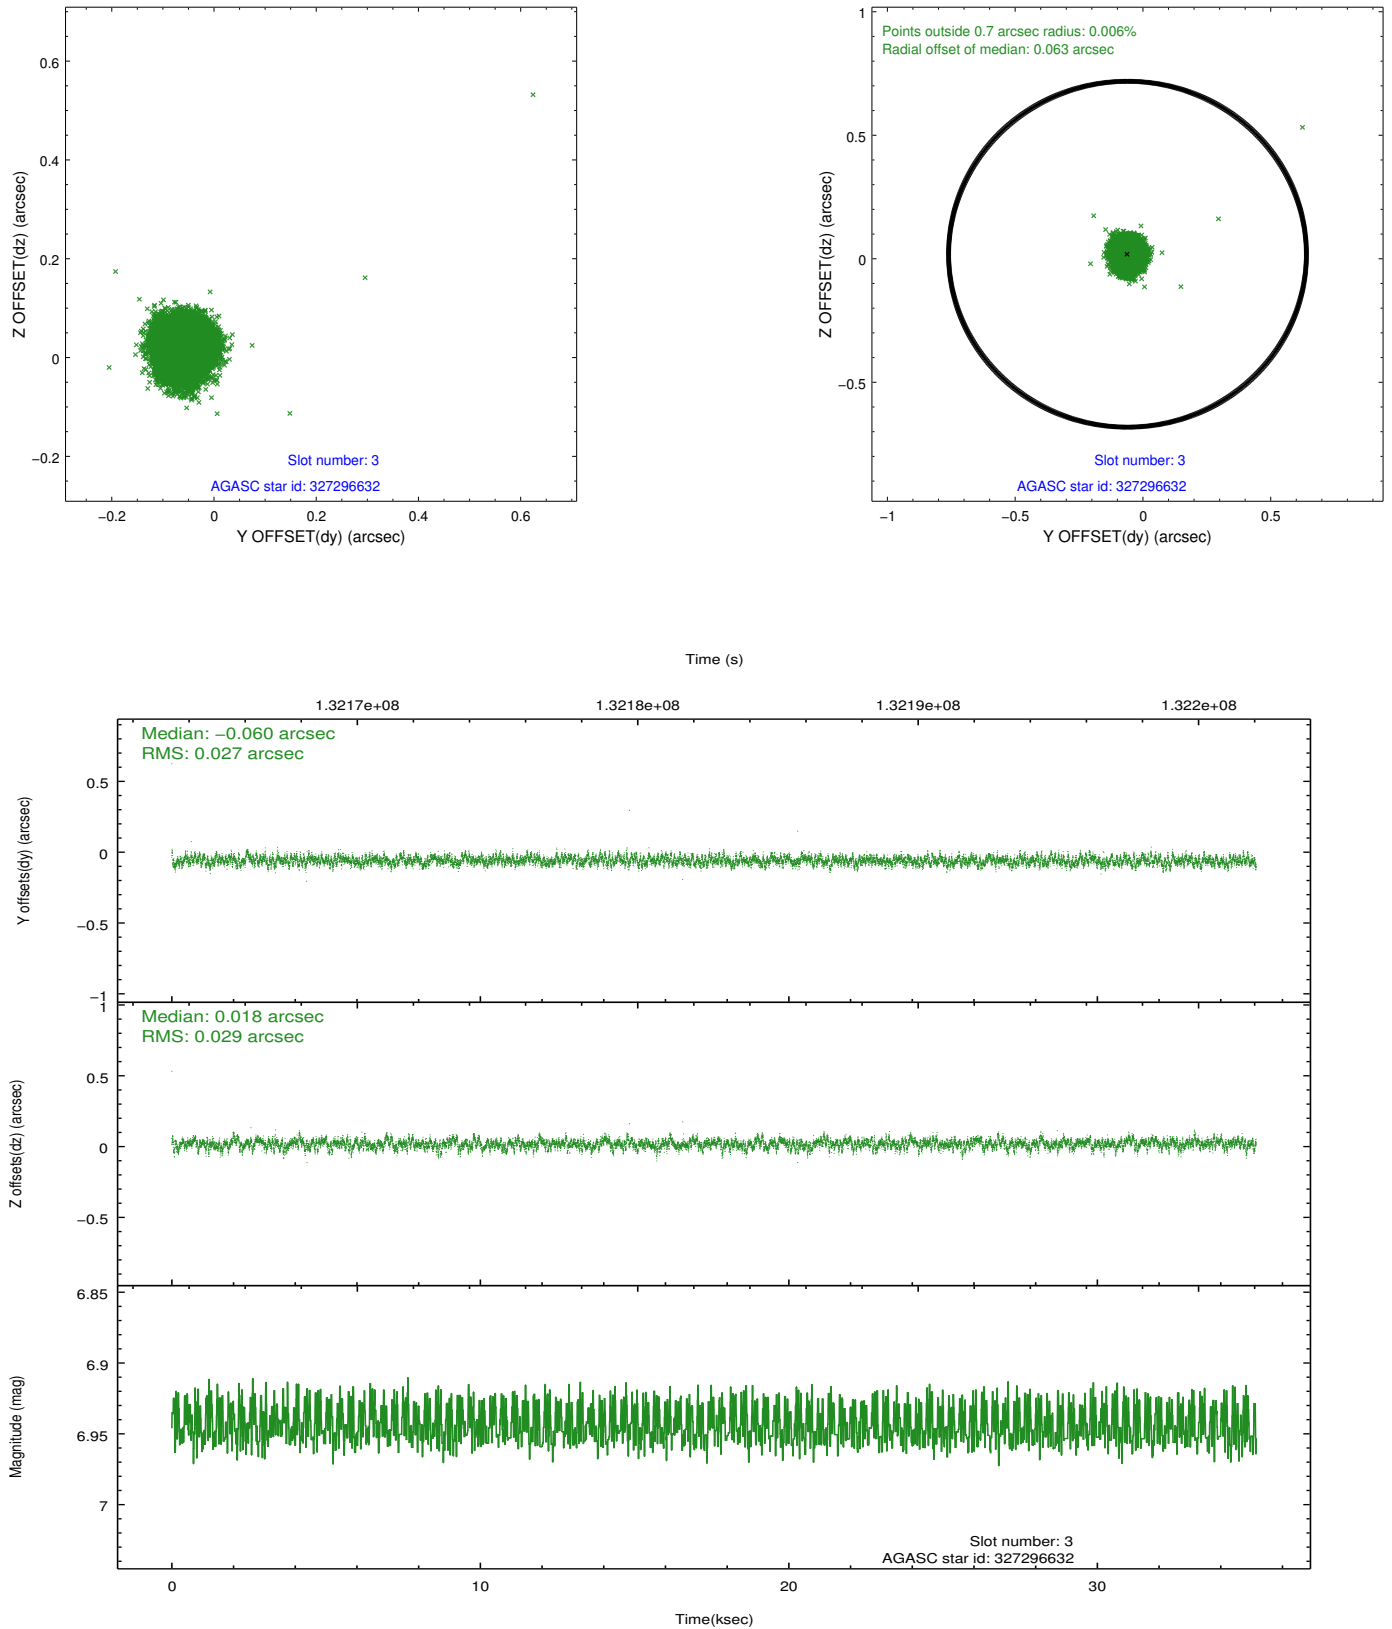 0.6
0.4
0.2
0
−0.2
Z OFFSET(dz) (arcsec)
Slot number: 3
AGASC star id: 327296632
−0.2 0 0.2 0.4 0.6
Y OFFSET(dy) (arcsec)
1
0.5
0
−0.5
Z OFFSET(dz) (arcsec)
Points outside 0.7 arcsec radius: 0.006%
Radial offset of median: 0.063 arcsec
Slot number: 3
AGASC star id: 327296632
−1 −0.5 0 0.5
Y OFFSET(dy) (arcsec)
Time (s)
1.3217e+08 1.3218e+08 1.3219e+08 1.322e+08
Median: −0.060 arcsec
RMS: 0.027 arcsec
0.5
0
−0.5
−1
Y offsets(dy) (arcsec)
Median: 0.018 arcsec
RMS: 0.029 arcsec
1
0.5
0
−0.5
Z offsets(dz) (arcsec)
6.85
6.9
6.95
7
Magnitude (mag)
Slot number: 3
AGASC star id: 327296632
0 10 20 30
Time(ksec)